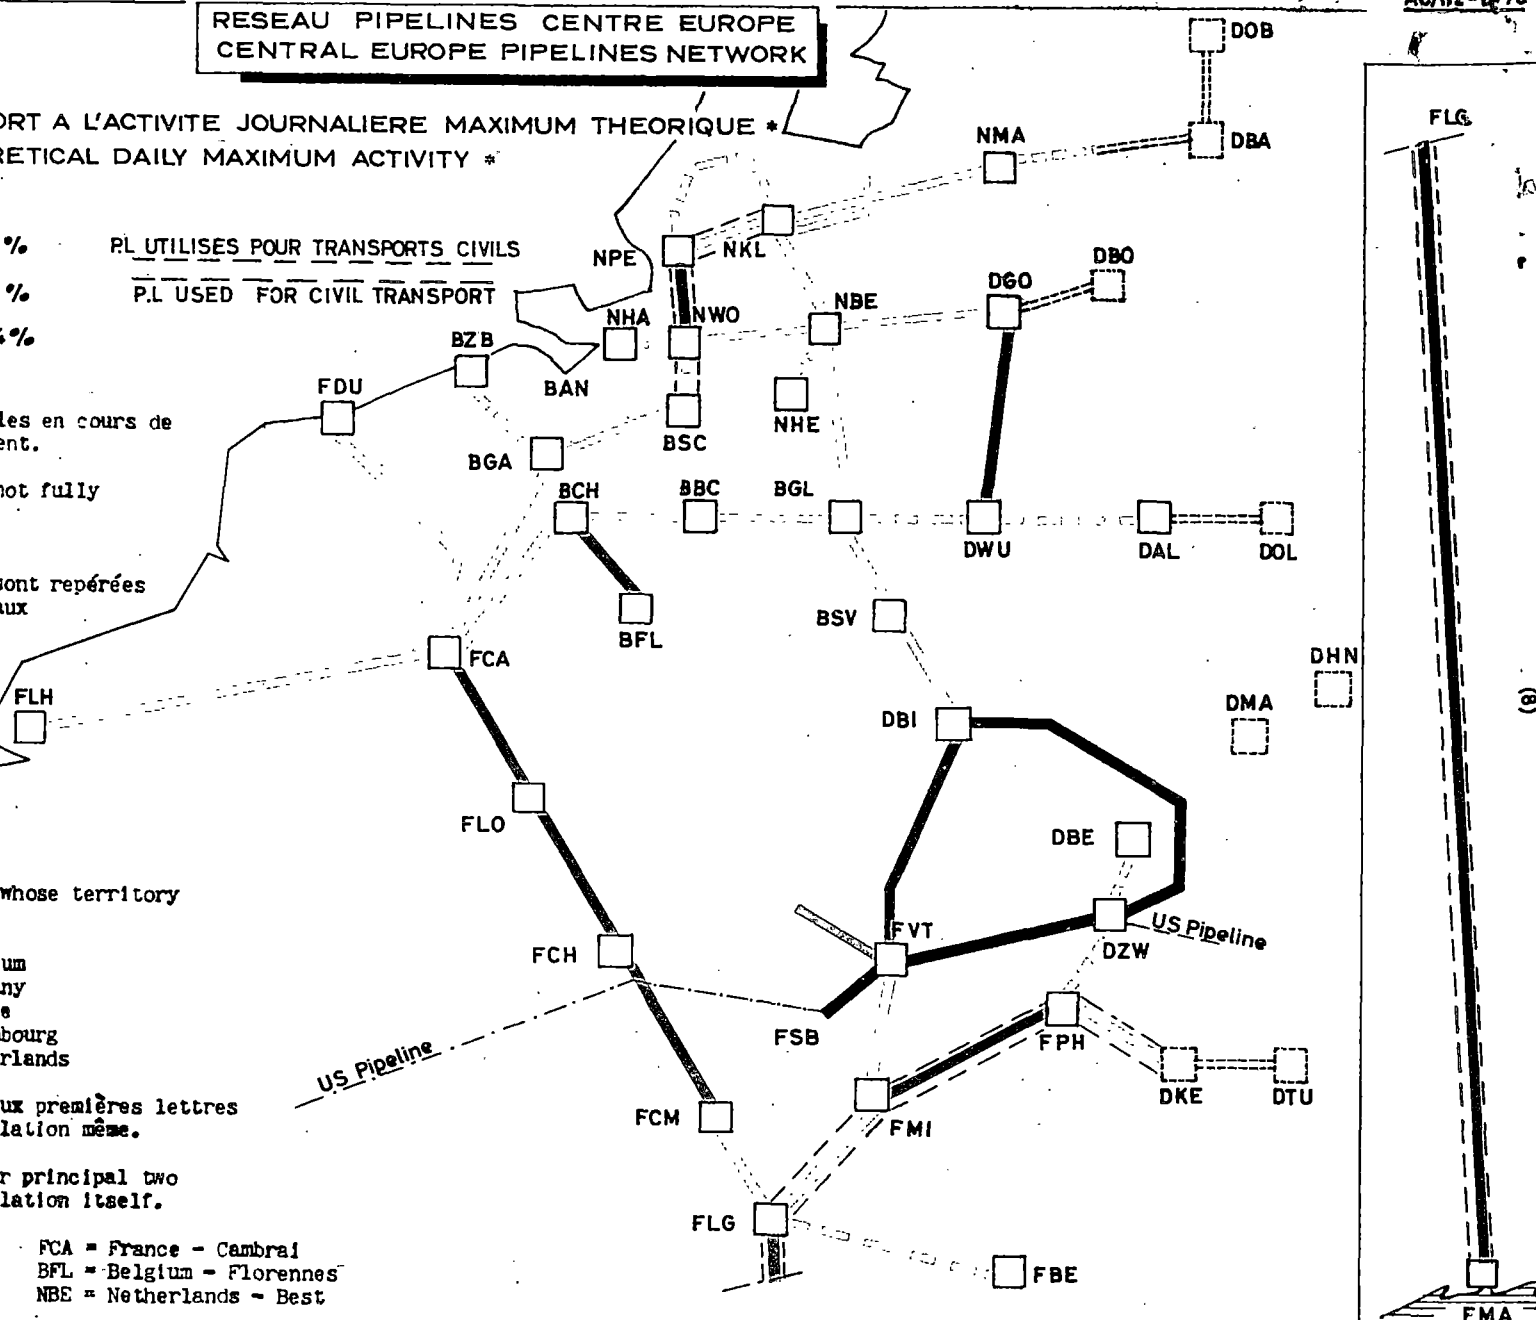 RESEAU PIPELINES CENTRE EUROPE
CENTRAL EUROPE PIPELINES NETWORK
ORT A L'ACTIVITE JOURNALIERE MAXIMUM THEORIQUE *
RETICAL DAILY MAXIMUM ACTIVITY *
%
P.L UTILISES POUR TRANSPORTS CIVILS
%
P.L USED FOR CIVIL TRANSPORT
%
les en cours de
ent.
not fully
sont repérées
aux
whose territory
um
ny
e
bourg
rlands
ux premières lettres
lation même.
r principal two
lation itself.
FCA = France - Cambrai
BFL = Belgium - Florennes
NBE = Netherlands - Best
DOB
DBA
NMA
NKL
NPE
DBO
DGO
NBE
NWO
NHA
BZB
BAN
FDU
NHE
BSC
BGA
BCH
BBC
BGL
DWU
DAL
DOL
BFL
BSV
FCA
DHN
FLH
DMA
DBI
FLO
DBE
FVT
US Pipeline
DZW
FCH
FSB
FPH
US Pipeline
DKE
DTU
FCM
FMI
FLG
FBE
FLG
(8)
FMA